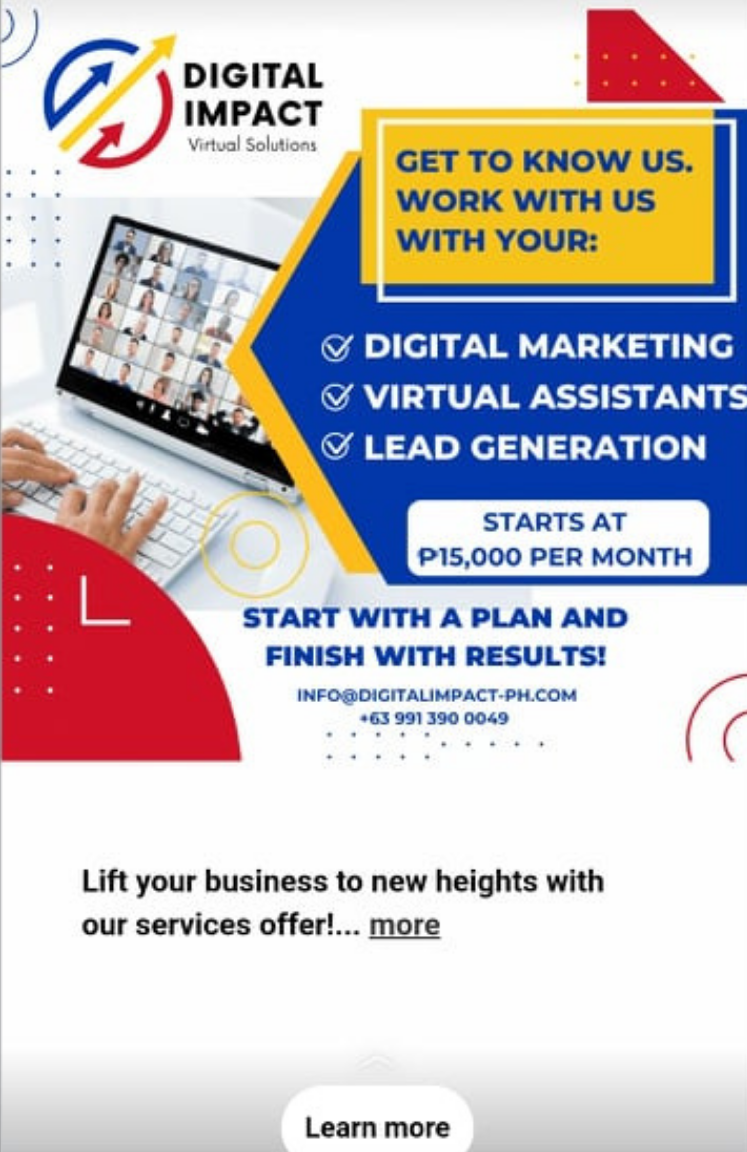 DIGITAL
IMPACT
Virtual Solutions
GET TO KNOW US.
WORK WITH US
WITH YOUR:
DIGITAL MARKETING
VIRTUAL ASSISTANTS
LEAD GENERATION
STARTS AT
₱15,000 PER MONTH
START WITH A PLAN AND
FINISH WITH RESULTS!
INFO@DIGITALIMPACT-PH.COM
+63 991 390 0049
Lift your business to new heights with
our services offer!... more
Learn more